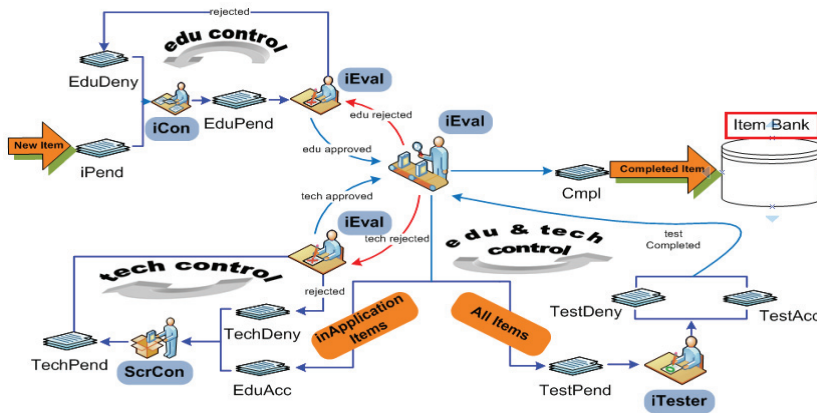 rejected
edu control
EduDeny
iEval
iCon
EduPend
edu rejected
iEval
Item Bank
New Item
iPend
edu approved
Completed Item
Cmpl
tech approved
iEval
tech rejected
edu & tech
control
test
Completed
tech control
rejected
TechDeny
inApplication
Items
All Items
TestDeny
TestAcc
TechPend
ScrCon
EduAcc
TestPend
iTester